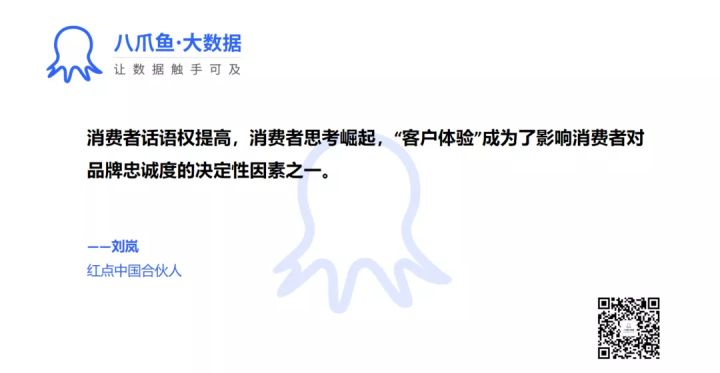 八爪鱼·大数据
让数据触手可及
消费者话语权提高，消费者思考崛起，“客户体验”成为了影响消费者对
品牌忠诚度的决定性因素之一。
——刘岚
红点中国合伙人